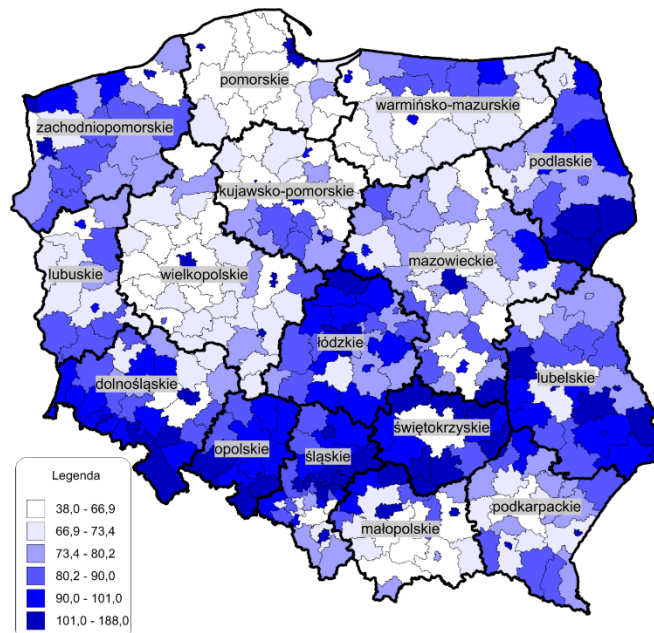 pomorskie
warmińsko-mazurskie
zachodniopomorskie
podlaskie
kujawsko-pomorskie
mazowieckie
lubuskie
wielkopolskie
łódzkie
lubelskie
dolnośląskie
świętokrzyskie
opolskie
śląskie
podkarpackie
małopolskie
Legenda
38,0 - 66,9
66,9 - 73,4
73,4 - 80,2
80,2 - 90,0
90,0 - 101,0
101,0 - 188,0